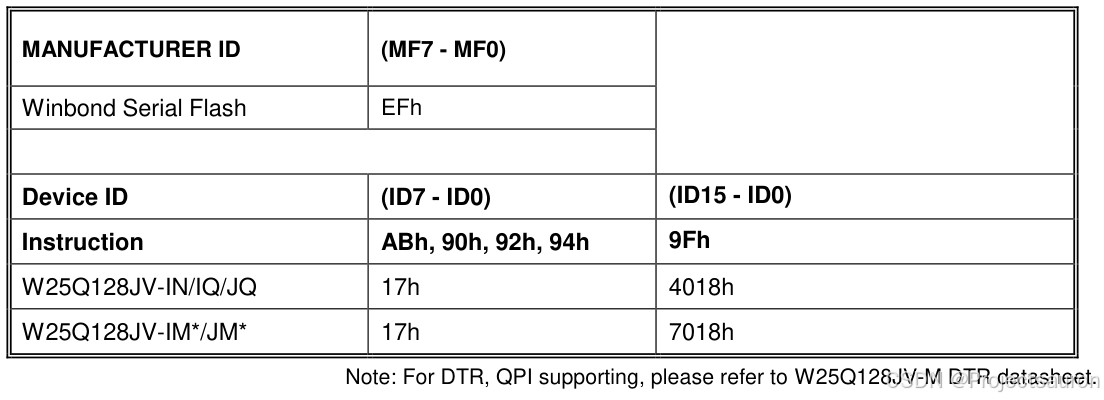 MANUFACTURER ID (MF7 - MF0)
Winbond Serial Flash EFh
Device ID (ID7 - ID0) (ID15 - ID0)
Instruction ABh, 90h, 92h, 94h 9Fh
W25Q128JV-IN/IQ/JQ 17h 4018h
W25Q128JV-IM*/JM* 17h 7018h
Note: For DTR, QPI supporting, please refer to W25Q128JV-M DTR datasheet.
CSDN @Projectsauron